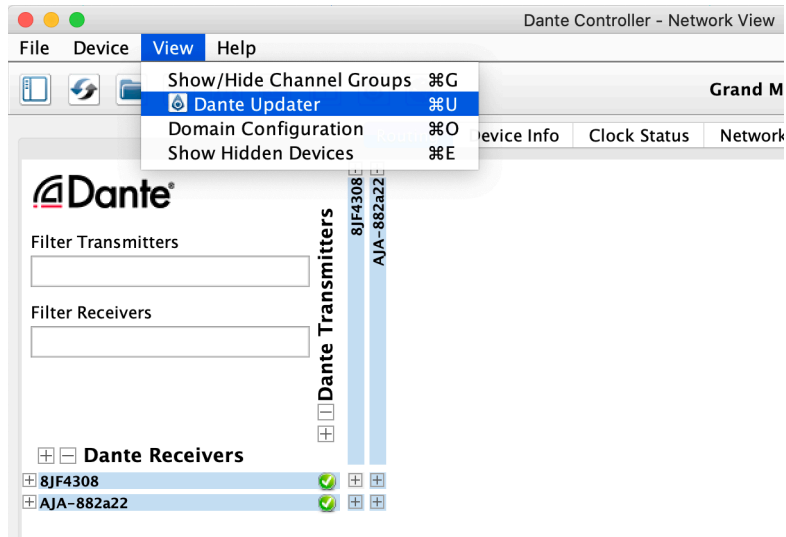 Dante Controller - Network View
File Device View Help
Show/Hide Channel Groups ⌘G
Dante Updater ⌘U
Domain Configuration ⌘O
Show Hidden Devices ⌘E
Grand M
Device Info Clock Status Network
Dante®
Filter Transmitters
Filter Receivers
Dante Transmitters
8JF4308
AJA-882a22
Dante Receivers
8JF4308
AJA-882a22